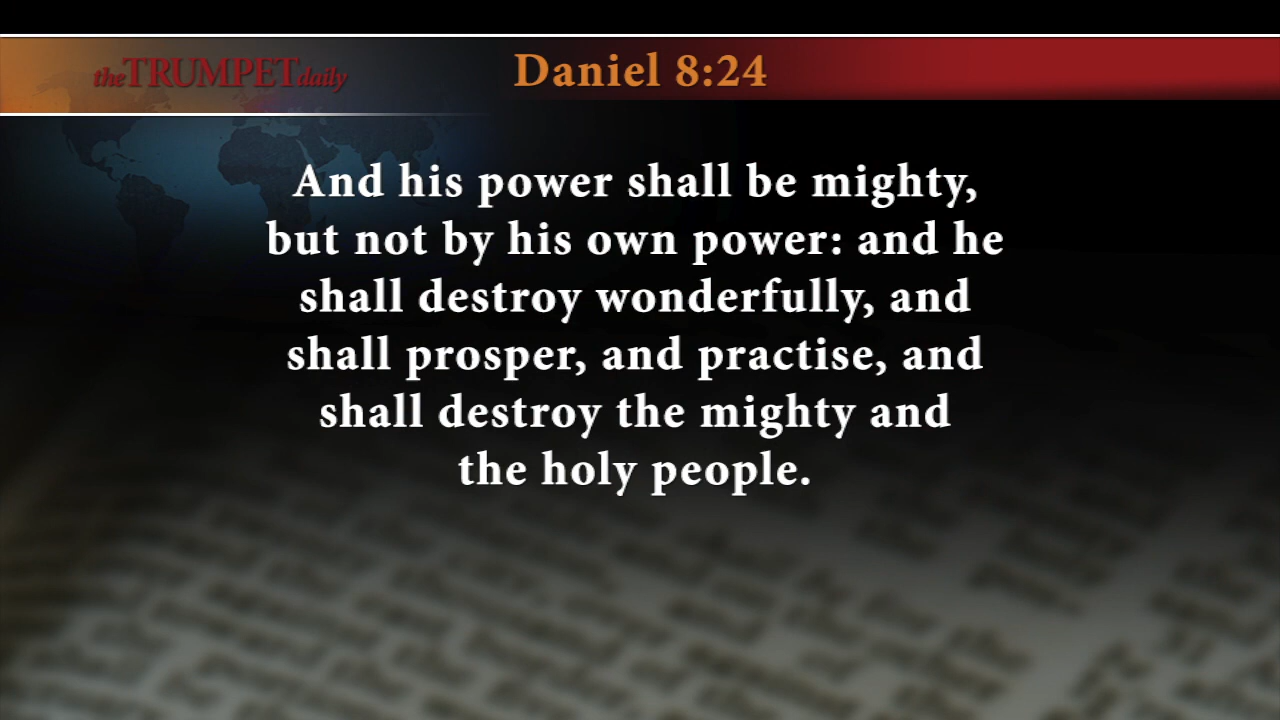 theTRUMPETdaily
Daniel 8:24
And his power shall be mighty,
but not by his own power: and he
shall destroy wonderfully, and
shall prosper, and practise, and
shall destroy the mighty and
the holy people.